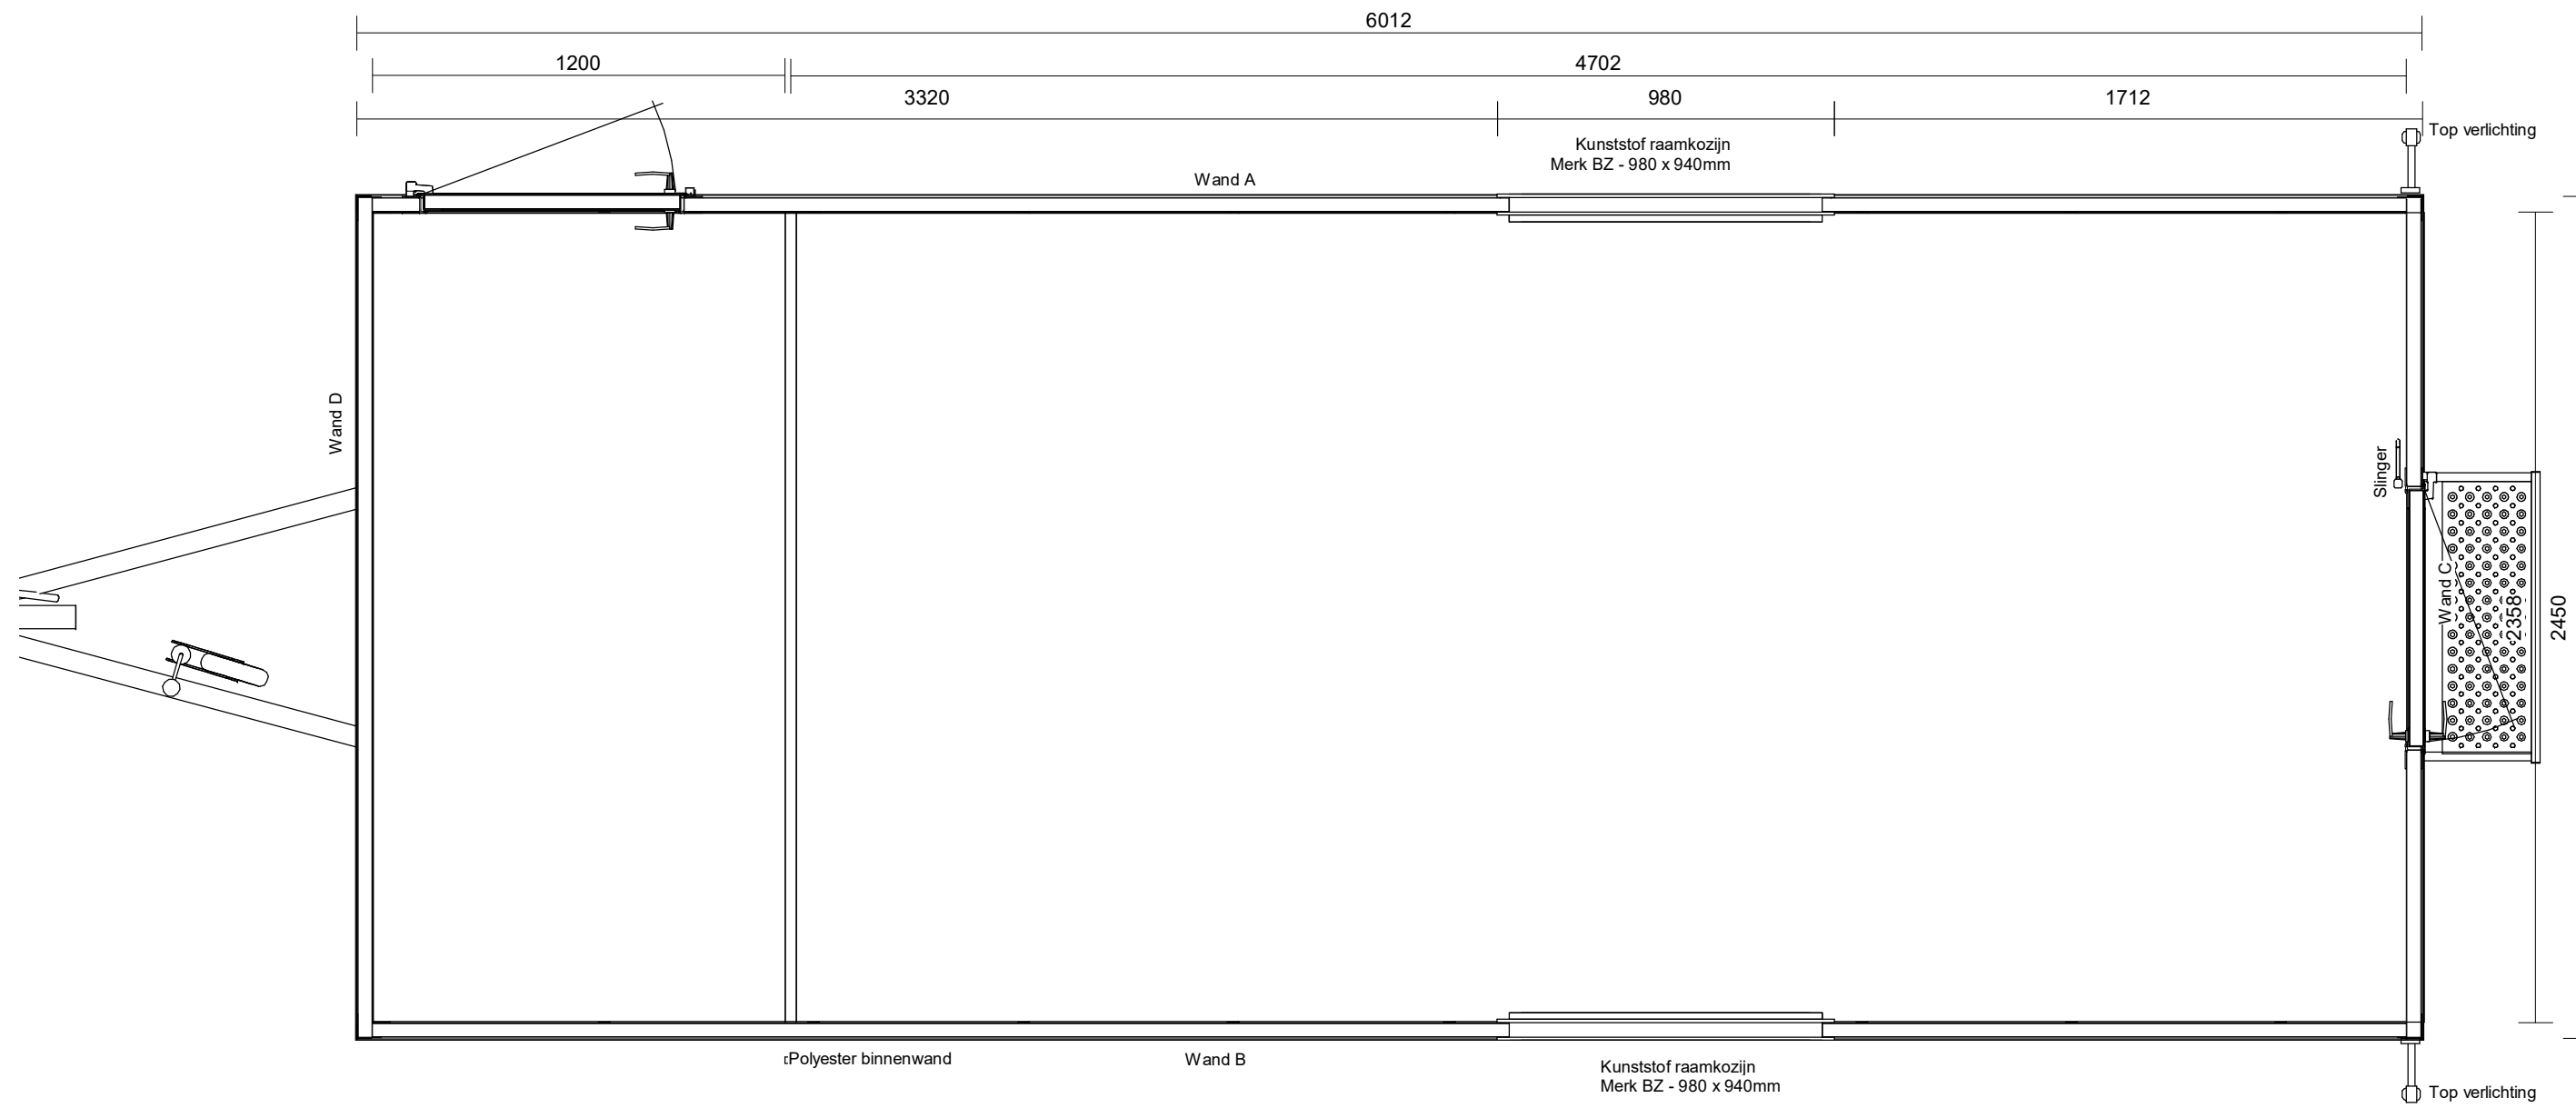 6012
1200
4702
3320
980
1712
Top verlichting
Kunststof raamkozijn
Merk BZ - 980 x 940mm
Wand A
Wand D
Slinger
Wand C
2358
2450
Polyester binnenwand
Wand B
Kunststof raamkozijn
Merk BZ - 980 x 940mm
Top verlichting